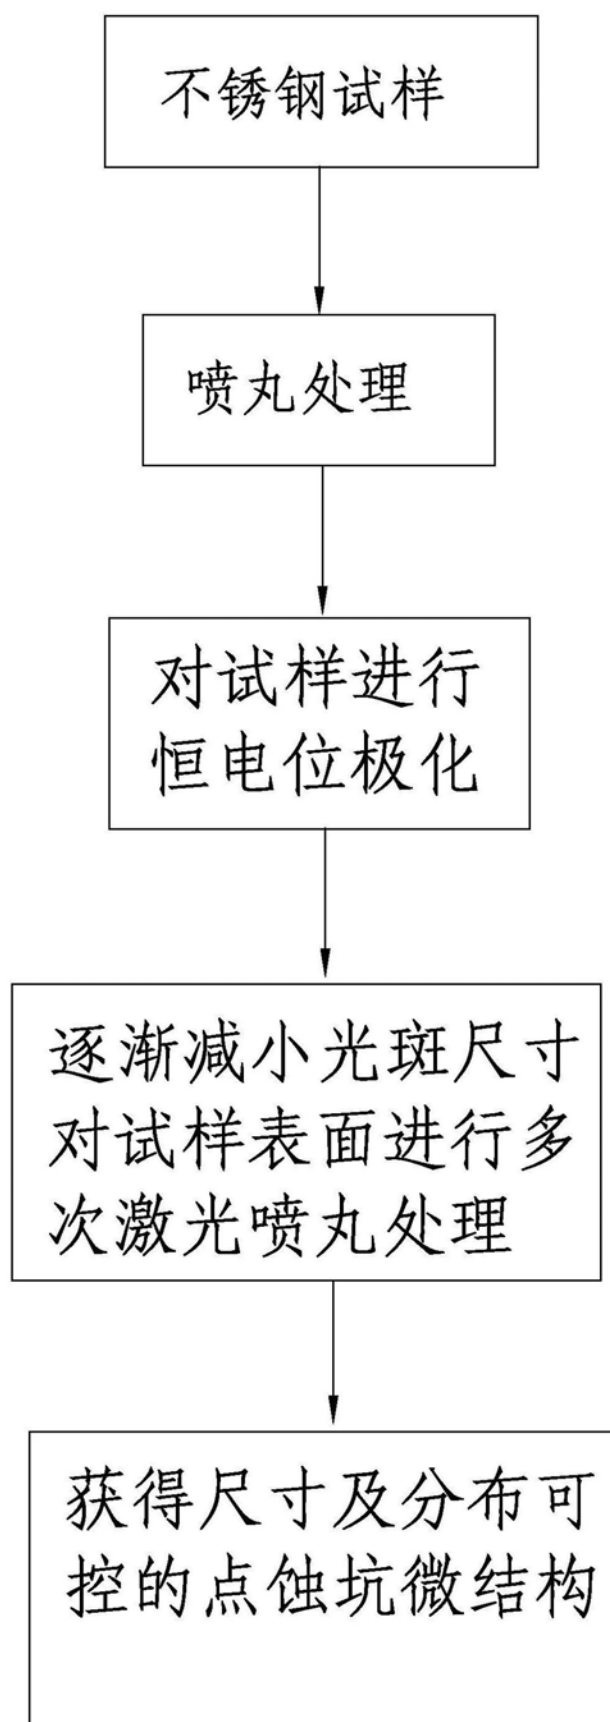 不锈钢试样
喷丸处理
对试样进行
恒电位极化
逐渐减小光斑尺寸
对试样表面进行多
次激光喷丸处理
获得尺寸及分布可
控的点蚀坑微结构